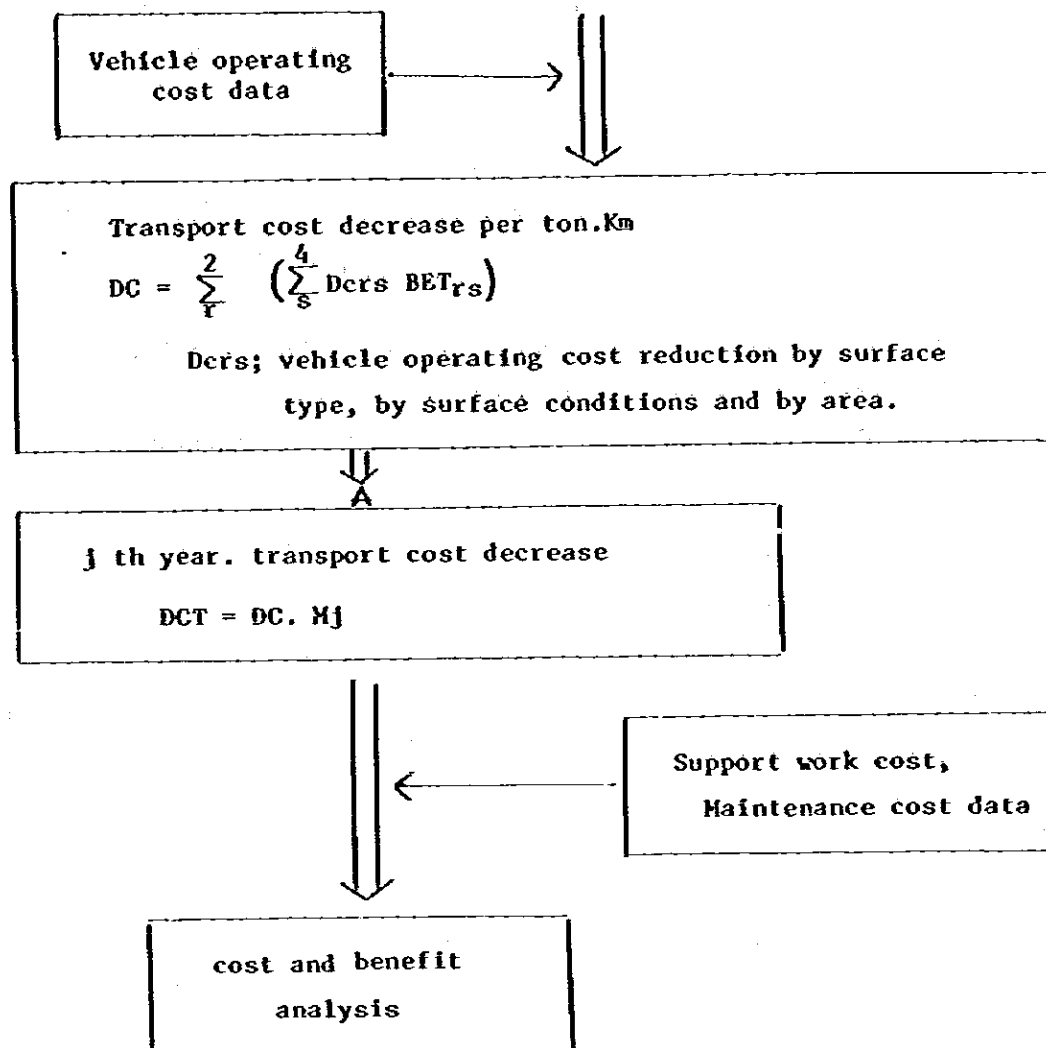 Vehicle operating
cost data
Transport cost decrease per ton.Km
DC = 2∑r (4∑s Dcrs BETrs)
Dcrs; vehicle operating cost reduction by surface
type, by surface conditions and by area.
A
j th year. transport cost decrease
DCT = DC. Mj
Support work cost,
Maintenance cost data
cost and benefit
analysis